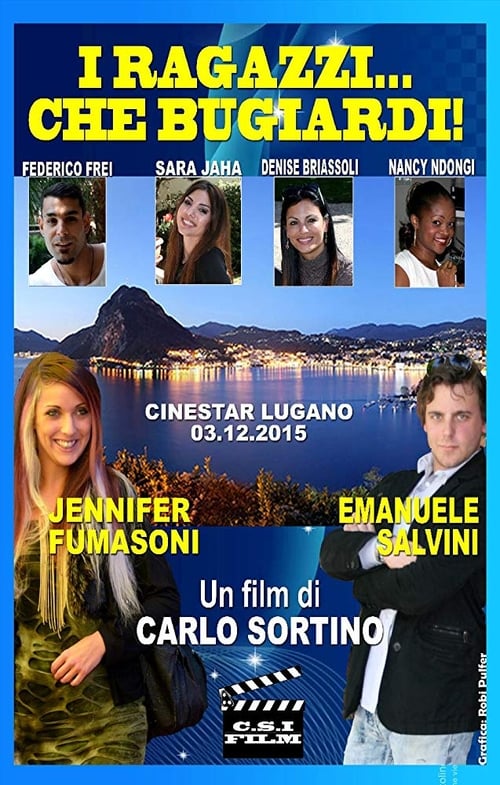 I RAGAZZI...
CHE BUGIARDI!
FEDERICO FREI SARA JAHA DENISE BRIASSOLI NANCY NDONGI
CINESTAR LUGANO
03.12.2015
JENNIFER
FUMASONI
EMANUELE
SALVINI
Un film di
CARLO SORTINO
C.S.I
FILM
Grafica: Robi Pulfer